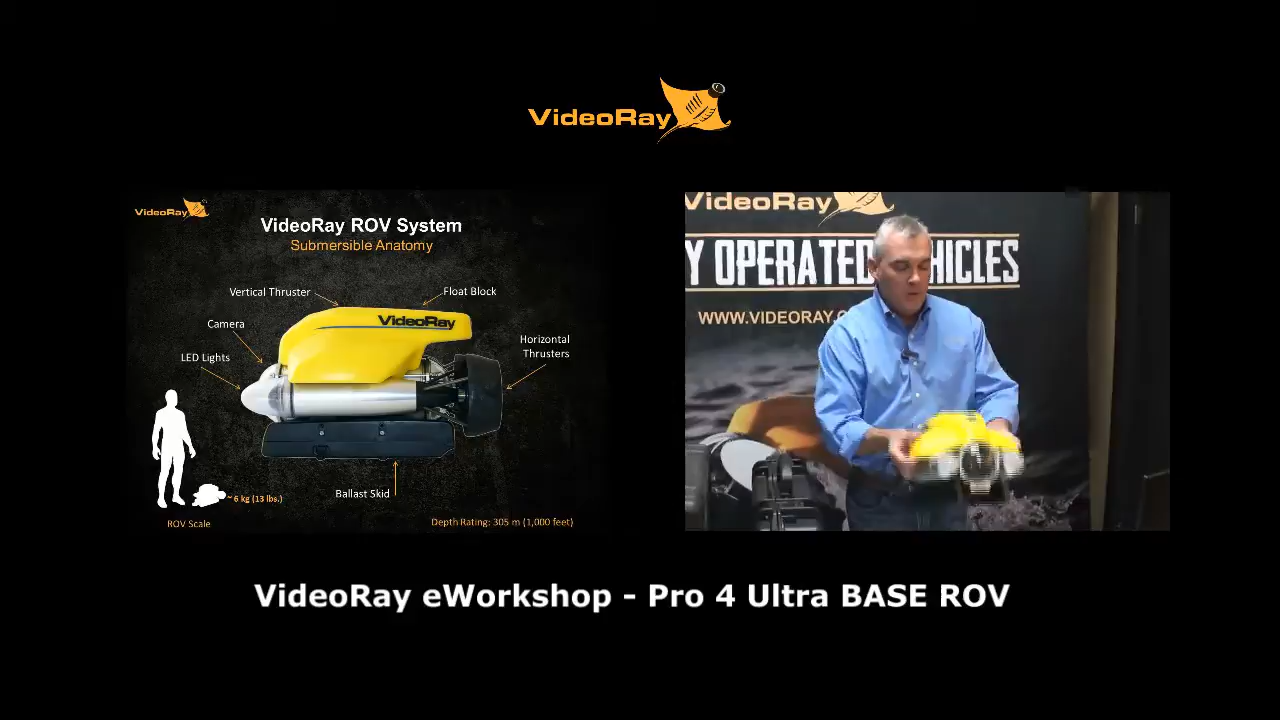 VideoRay
VideoRay
VideoRay ROV System
Submersible Anatomy
Vertical Thruster
Float Block
Camera
LED Lights
Horizontal
Thrusters
VideoRay
~ 6 kg (13 lbs.)
Ballast Skid
ROV Scale
Depth Rating: 305 m (1,000 feet)
VideoRay
Y OPERATED VEHICLES
WWW.VIDEORAY.
VideoRay eWorkshop - Pro 4 Ultra BASE ROV